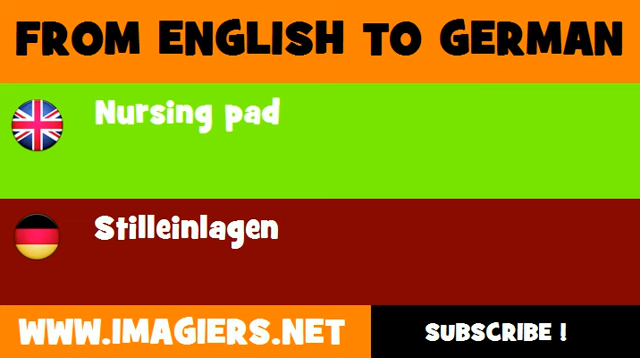 FROM ENGLISH TO GERMAN
Nursing pad
Stilleinlagen
WWW.IMAGIERS.NET
SUBSCRIBE !